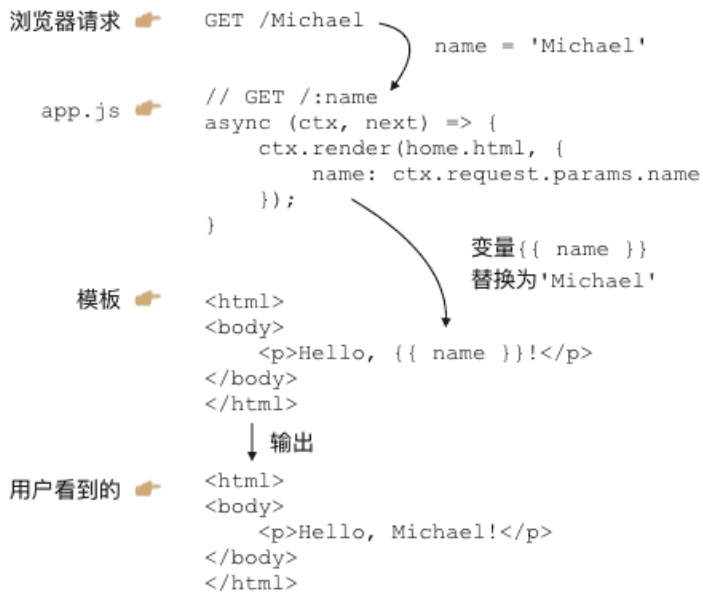 浏览器请求 GET /Michael
name = 'Michael'
// GET /:name
app.js async (ctx, next) => {
ctx.render(home.html, {
name: ctx.request.params.name
});
}
变量{{ name }}
替换为'Michael'
模板 <html>
<body>
<p>Hello, {{ name }}!</p>
</body>
</html>
输出
用户看到的 <html>
<body>
<p>Hello, Michael!</p>
</body>
</html>